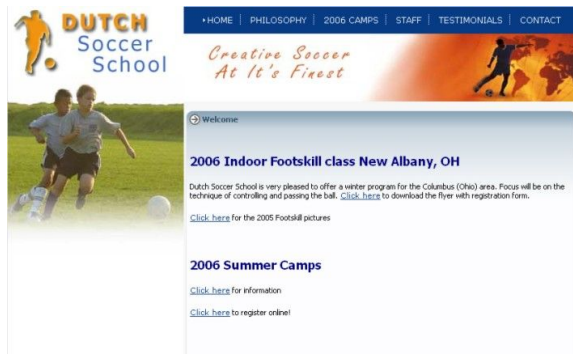 DUTCH
Soccer
School
HOME | PHILOSOPHY | 2006 CAMPS | STAFF | TESTIMONIALS | CONTACT
Creative Soccer
At It's Finest
Welcome
2006 Indoor Footskill class New Albany, OH
Dutch Soccer School is very pleased to offer a winter program for the Columbus (Ohio) area. Focus will be on the
technique of controlling and passing the ball. Click here to download the flyer with registration form.
Click here for the 2005 Footskill pictures
2006 Summer Camps
Click here for information
Click here to register online!